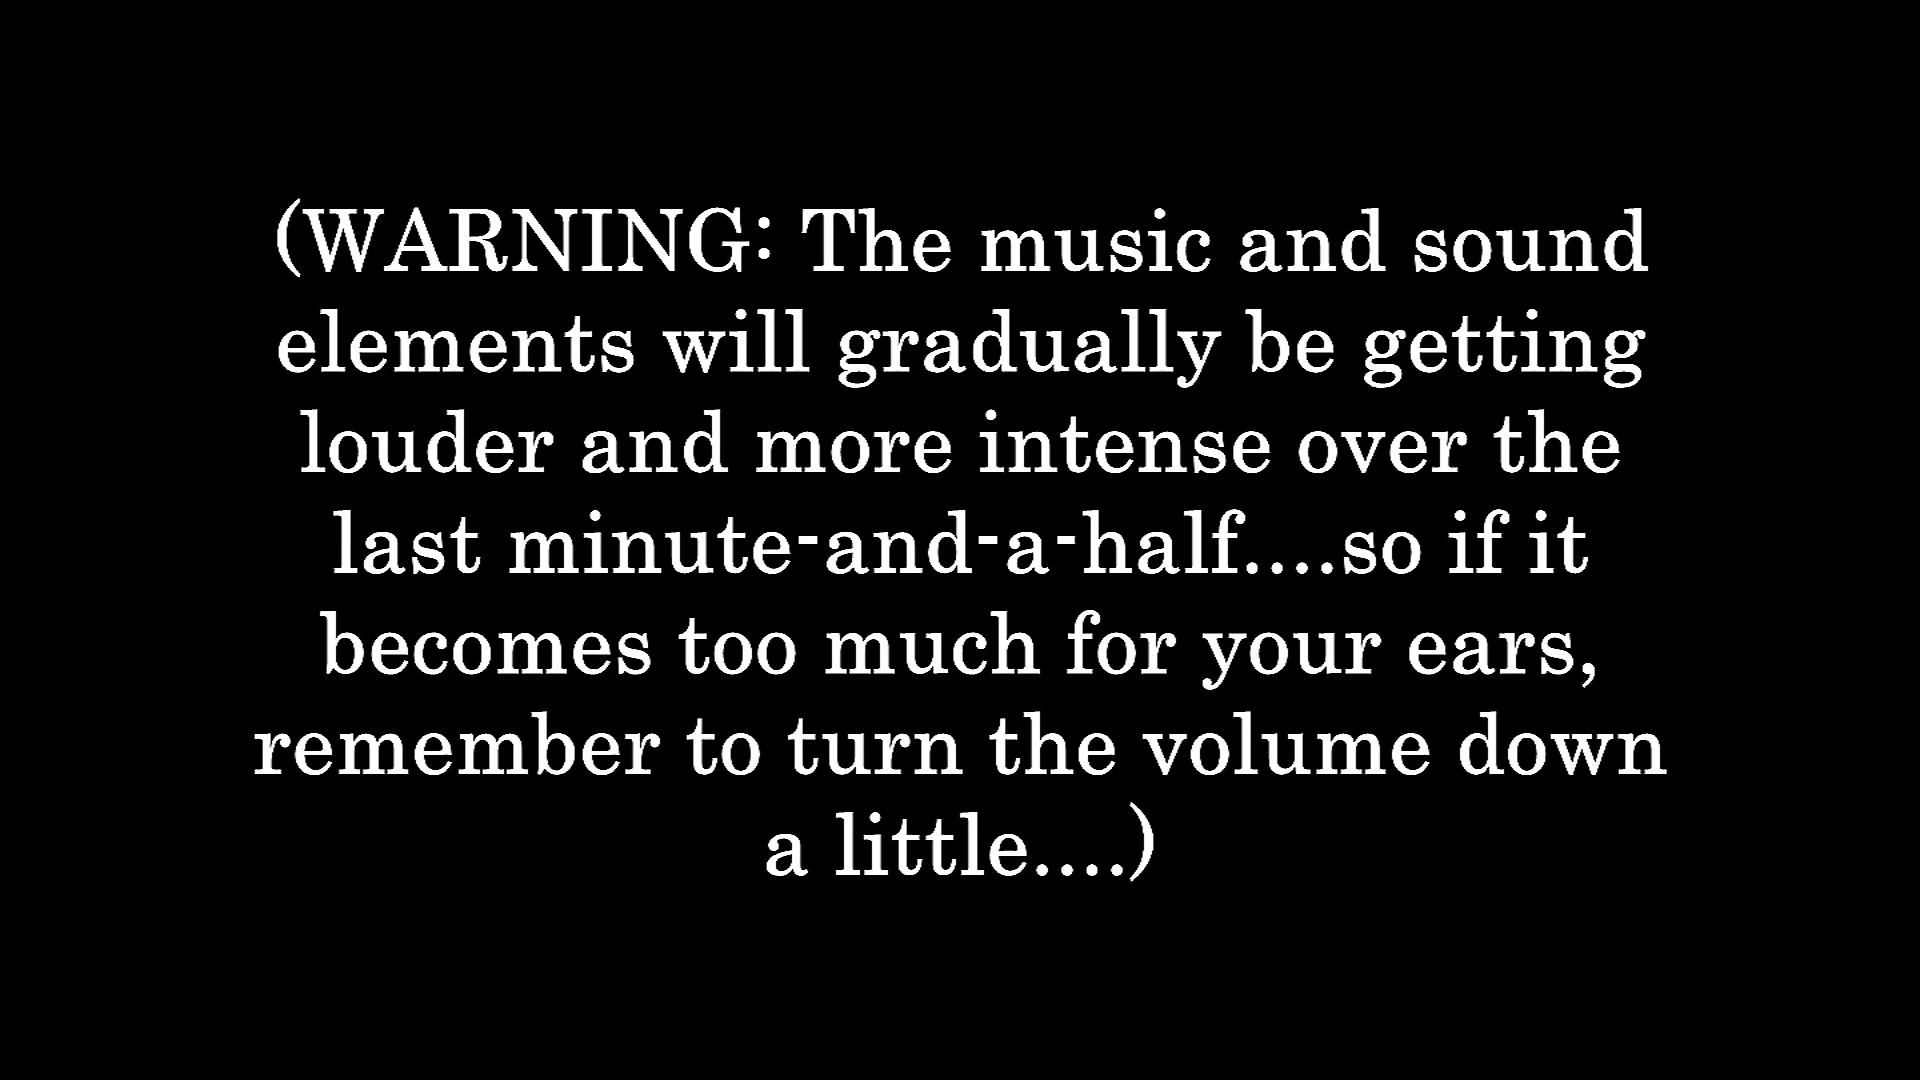 (WARNING: The music and sound
elements will gradually be getting
louder and more intense over the
last minute-and-a-half....so if it
becomes too much for your ears,
remember to turn the volume down
a little....)